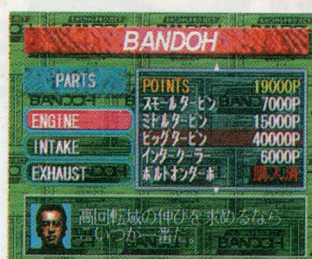 BANDOH
PARTS
ENGINE
INTAKE
EXHAUST
POINTS 19000P
スモールタービン 7000P
ミドルタービン 15000P
ビッグタービン 40000P
インタークーラー 6000P
ボルトオンターボ 購入済
高回転域の伸びを求めるなら
こいつが一番だ。